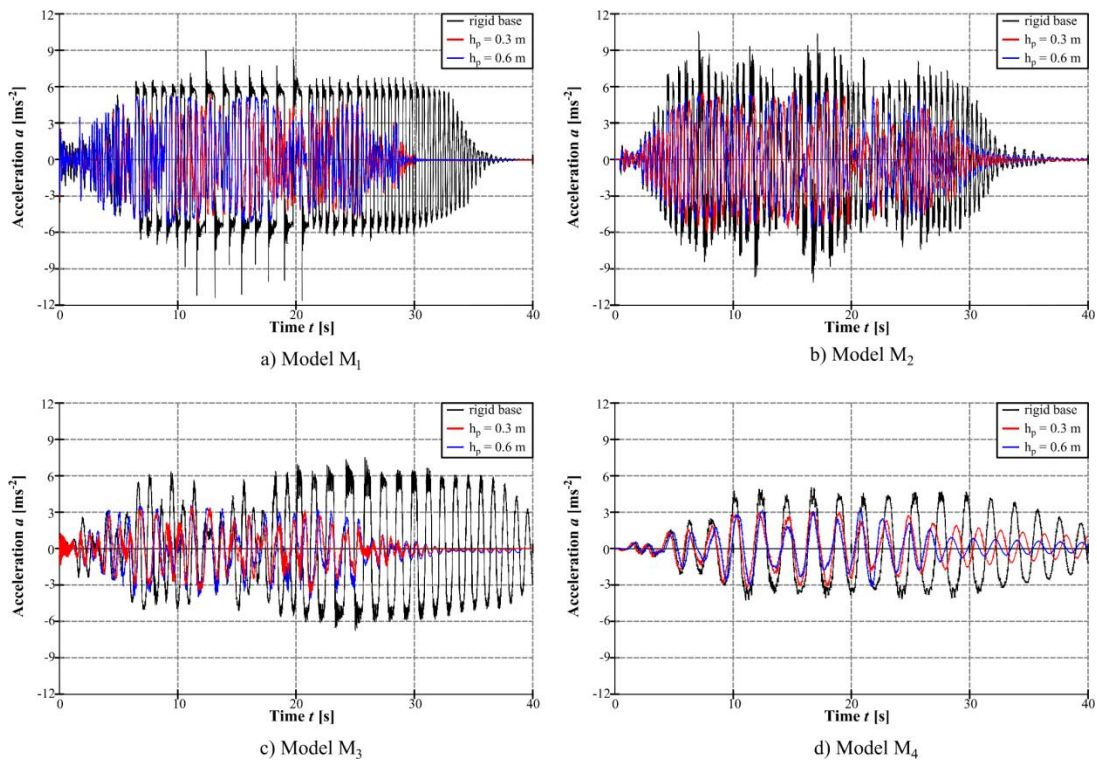 12
9
6
3
0
-3
-6
-9
-12
Acceleration a [ms⁻²]
rigid base
hₚ = 0.3 m
hₚ = 0.6 m
0 10 20 30 40
Time t [s]
a) Model M₁
12
9
6
3
0
-3
-6
-9
-12
Acceleration a [ms⁻²]
rigid base
hₚ = 0.3 m
hₚ = 0.6 m
0 10 20 30 40
Time t [s]
b) Model M₂
12
9
6
3
0
-3
-6
-9
-12
Acceleration a [ms⁻²]
rigid base
hₚ = 0.3 m
hₚ = 0.6 m
0 10 20 30 40
Time t [s]
c) Model M₃
12
9
6
3
0
-3
-6
-9
-12
Acceleration a [ms⁻²]
rigid base
hₚ = 0.3 m
hₚ = 0.6 m
0 10 20 30 40
Time t [s]
d) Model M₄